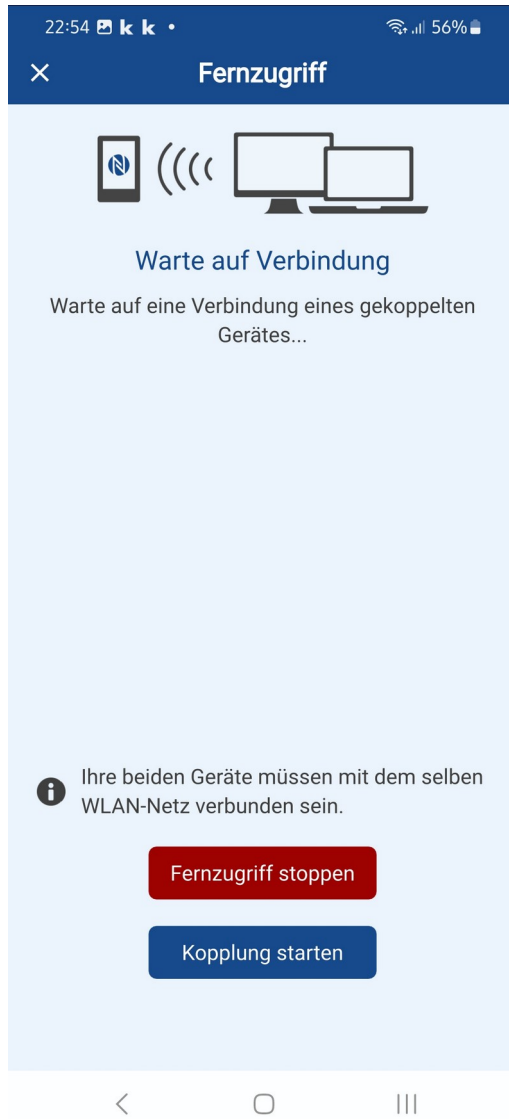 22:54 k k •
56%
Fernzugriff
Warte auf Verbindung
Warte auf eine Verbindung eines gekoppelten
Gerätes...
Ihre beiden Geräte müssen mit dem selben
WLAN-Netz verbunden sein.
Fernzugriff stoppen
Kopplung starten